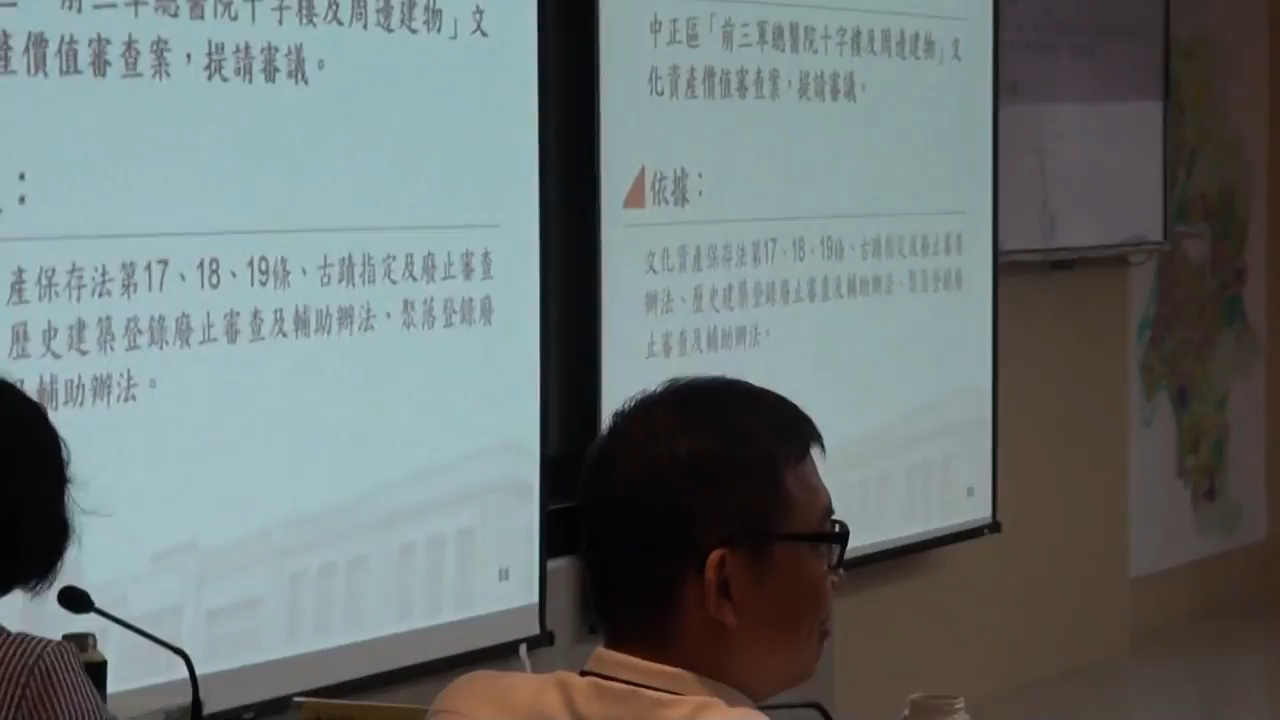 前三軍總醫院十字樓及周邊建物」文
產價值審查案，提請審議。
：
產保存法第17、18、19條、古蹟指定及廢止審查
歷史建築登錄廢止審查及輔助辦法、聚落登錄廢
及輔助辦法。
中正區「前三軍總醫院十字樓及周邊建物」文
化資產價值審查案，提請審議。
依據：
文化資產保存法第17、18、19條、古蹟指定及廢止審查
辦法、歷史建築登錄廢止審查及輔助辦法、聚落登錄廢
止審查及輔助辦法。